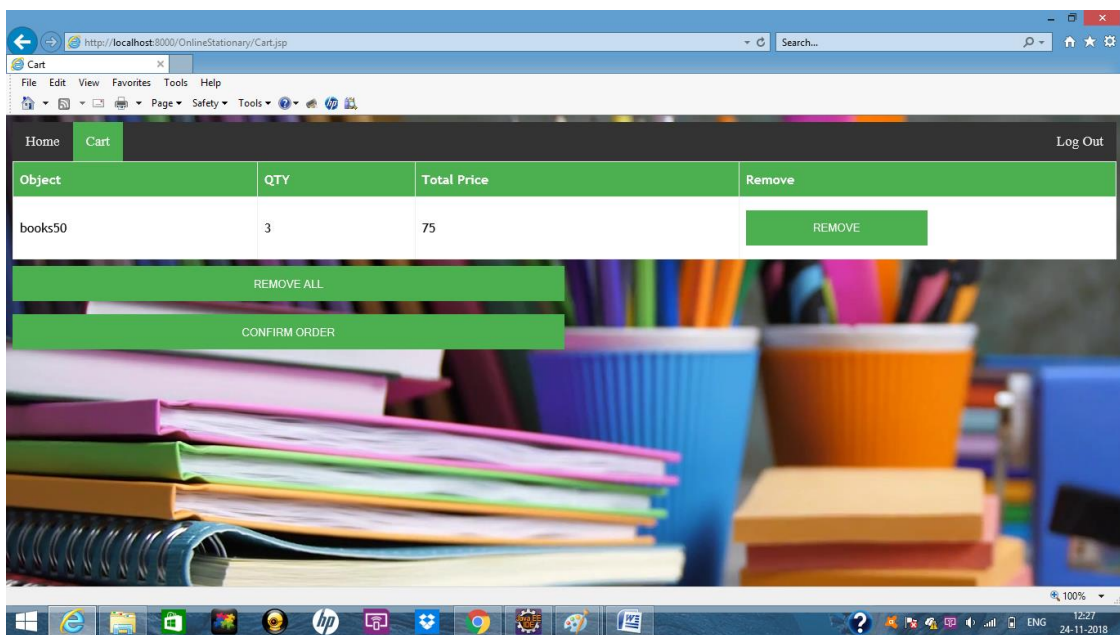 http://localhost:8000/OnlineStationary/Cart.jsp
Search...
Cart
File Edit View Favorites Tools Help
Page Safety Tools
Home Cart Log Out
Object QTY Total Price Remove
books50 3 75 REMOVE
REMOVE ALL
CONFIRM ORDER
100%
ENG 12:27
24-11-2018